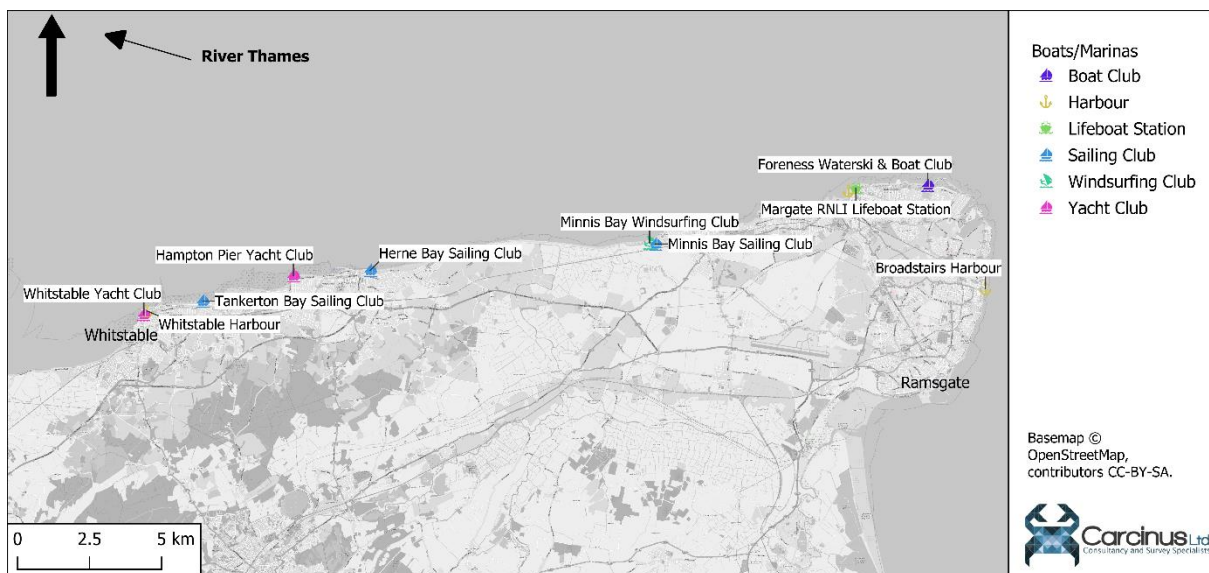 River Thames
Foreness Waterski & Boat Club
Margate RNLI Lifeboat Station
Minnis Bay Windsurfing Club
Minnis Bay Sailing Club
Hampton Pier Yacht Club
Herne Bay Sailing Club
Broadstairs Harbour
Whitstable Yacht Club
Tankerton Bay Sailing Club
Whitstable Harbour
Whitstable
Ramsgate
0 2.5 5 km
Boats/Marinas
Boat Club
Harbour
Lifeboat Station
Sailing Club
Windsurfing Club
Yacht Club
Basemap ©
OpenStreetMap,
contributors CC-BY-SA.
Carcinus Ltd
Consultancy and Survey Specialists